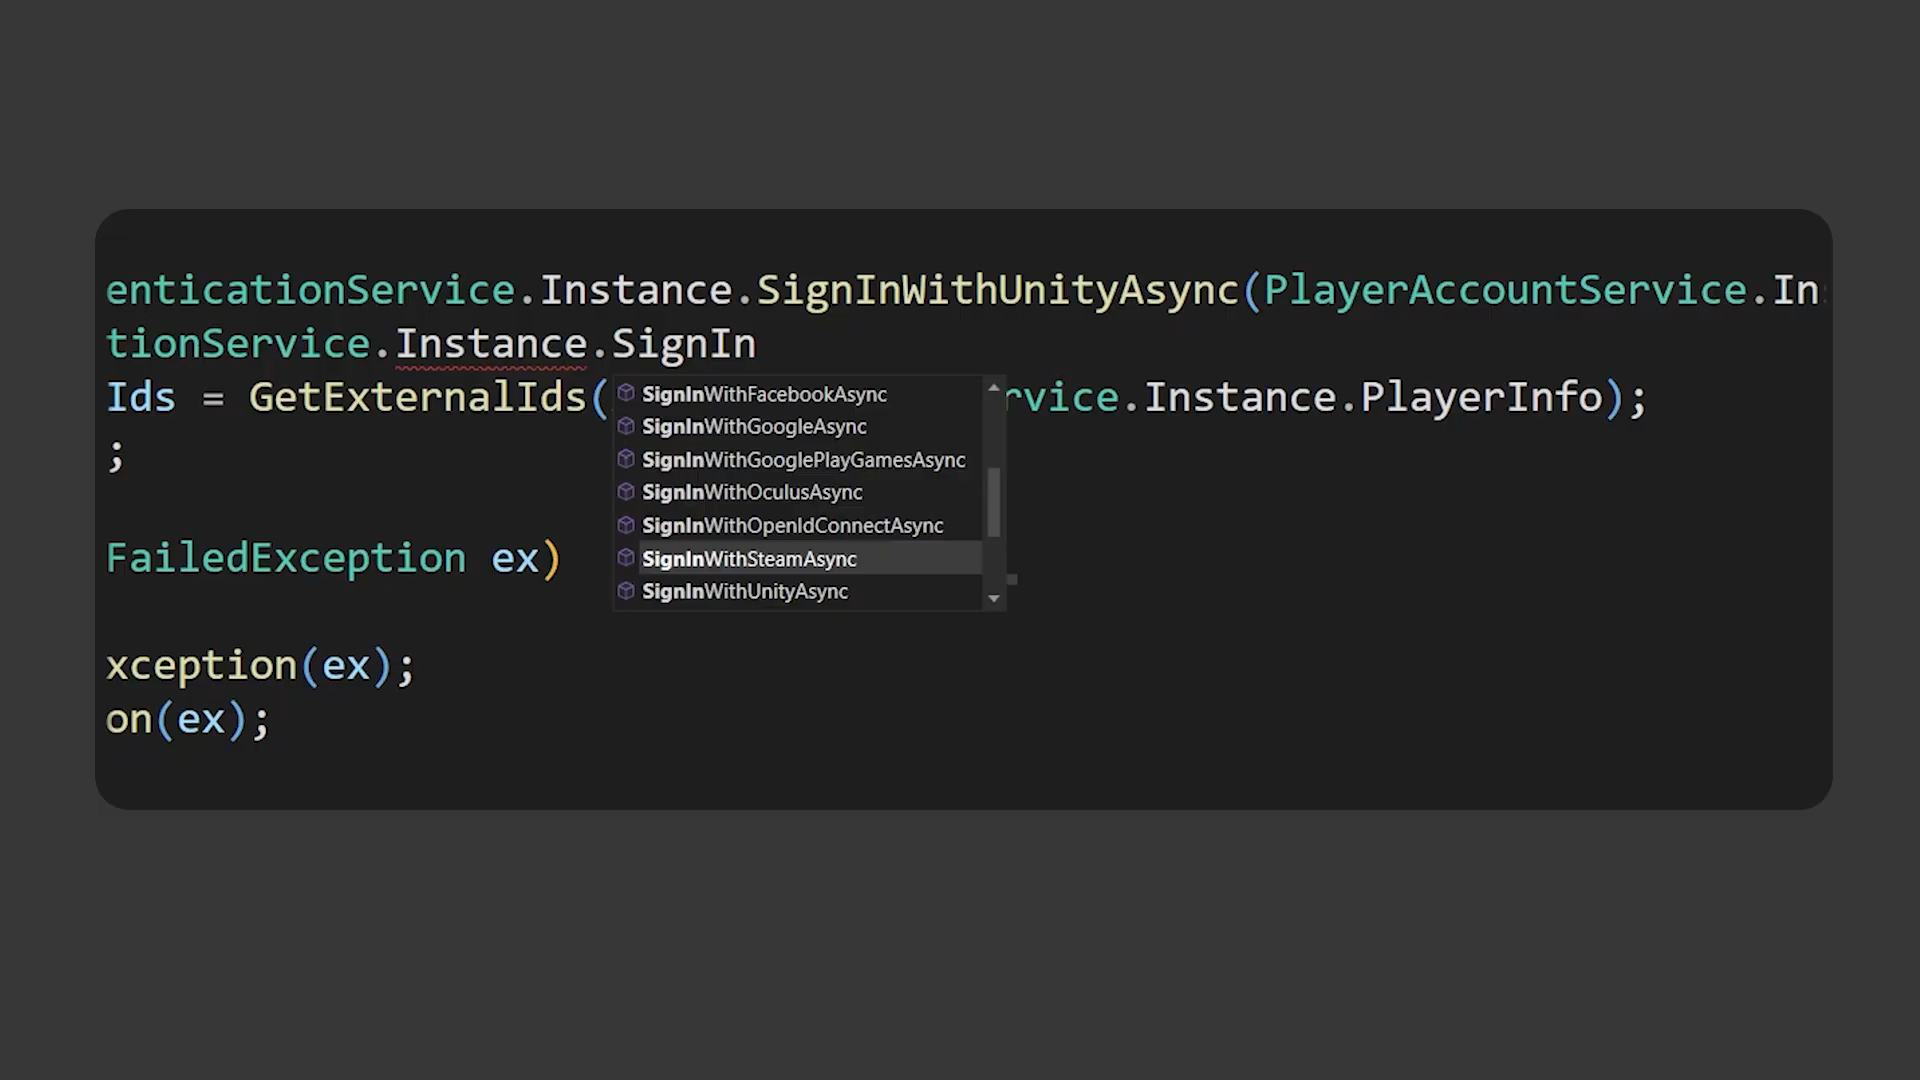 enticationService.Instance.SignInWithUnityAsync(PlayerAccountService.In
tionService.Instance.SignIn
Ids = GetExternalIds(
rvice.Instance.PlayerInfo);
;
SignInWithFacebookAsync
SignInWithGoogleAsync
SignInWithGooglePlayGamesAsync
SignInWithOculusAsync
SignInWithOpenIdConnectAsync
SignInWithSteamAsync
SignInWithUnityAsync
FailedException ex)
xception(ex);
on(ex);